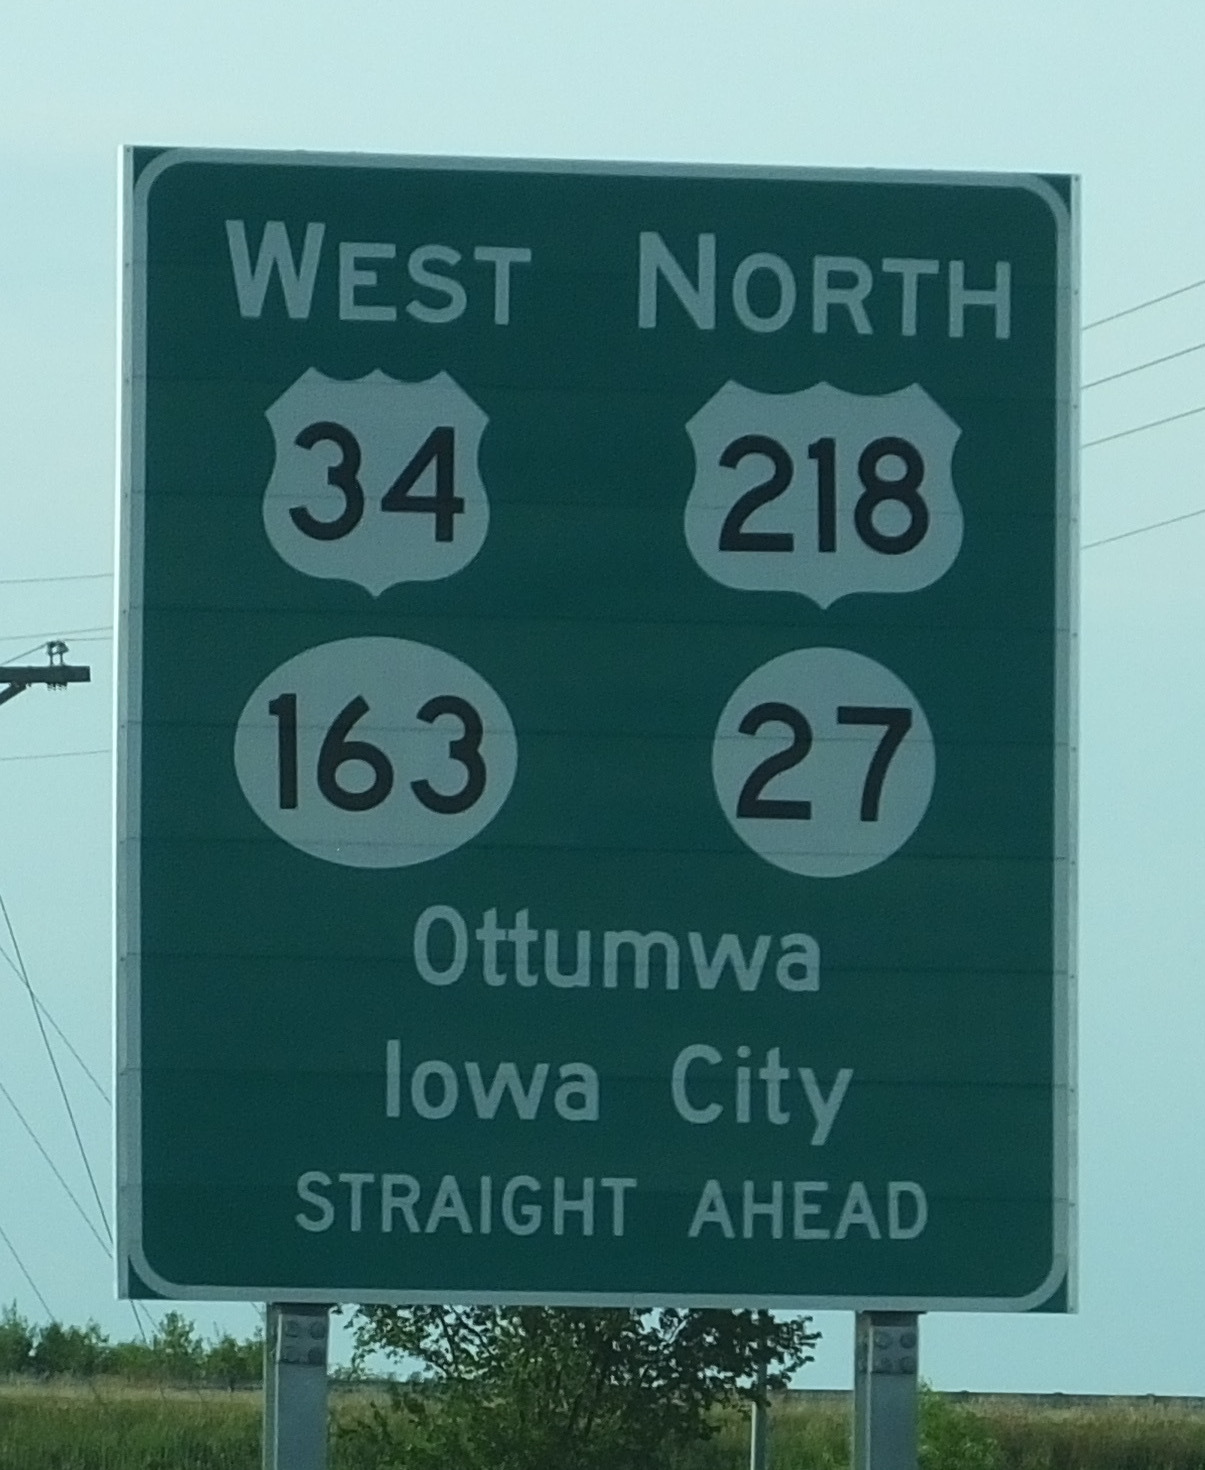 WEST NORTH
34 218
163 27
Ottumwa
Iowa City
STRAIGHT AHEAD